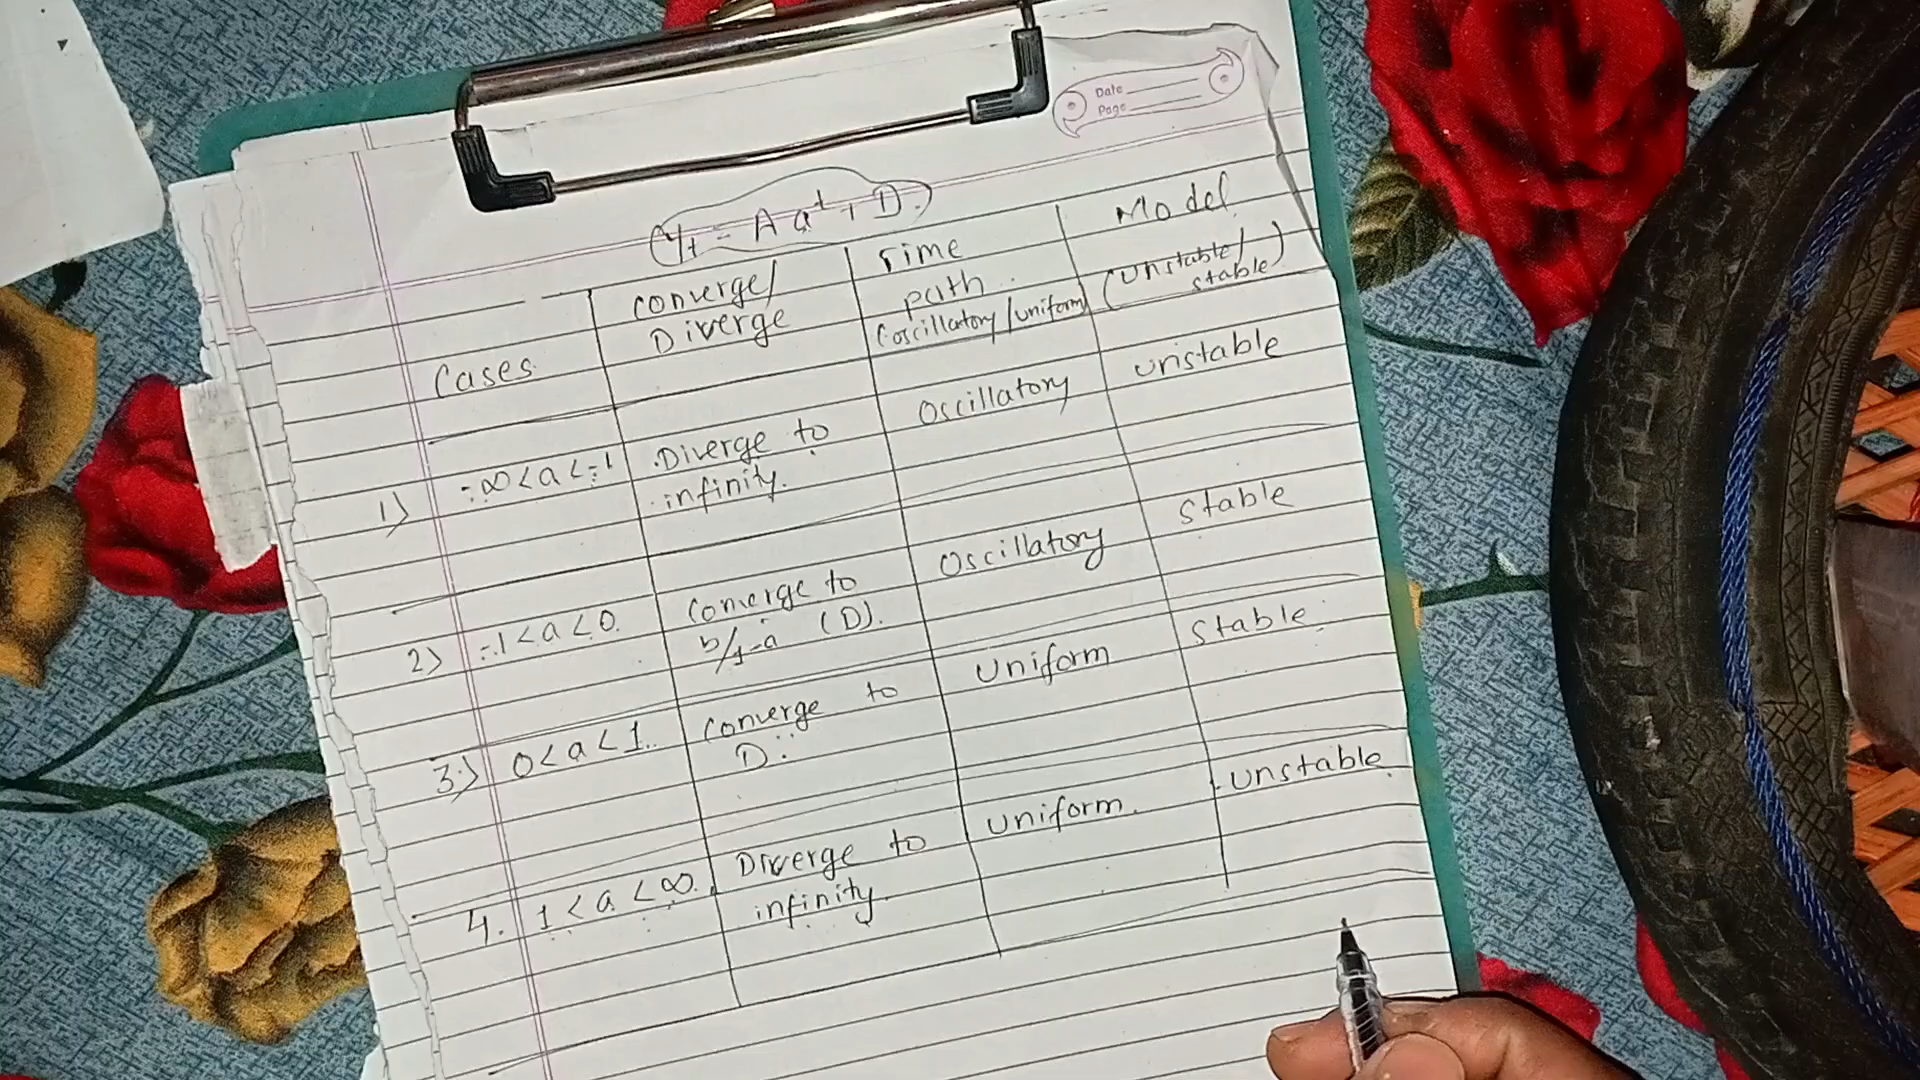 Date
Page
Yt = A a^t + D.
Cases
Converge/
Diverge
Time
path
(oscillatory/uniform)
Model
(unstable/
stable)
1) -∞ < a < -1
Diverge to
infinity.
Oscillatory
unstable
2) -1 < a < 0.
Converge to
b/1-a (D).
Oscillatory
stable
3) 0 < a < 1.
Converge to
D.
Uniform
stable
4. 1 < a < ∞.
Diverge to
infinity
uniform.
unstable.